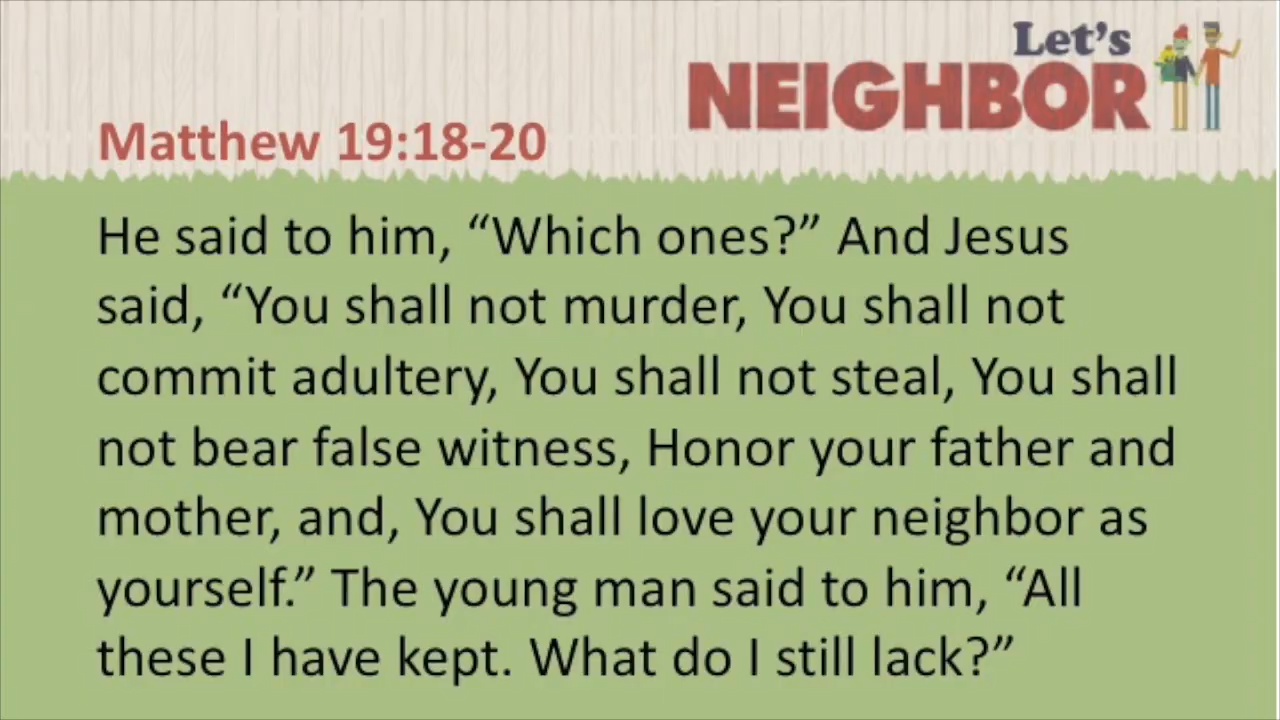 Let's
NEIGHBOR
Matthew 19:18-20
He said to him, “Which ones?” And Jesus
said, “You shall not murder, You shall not
commit adultery, You shall not steal, You shall
not bear false witness, Honor your father and
mother, and, You shall love your neighbor as
yourself.” The young man said to him, “All
these I have kept. What do I still lack?”